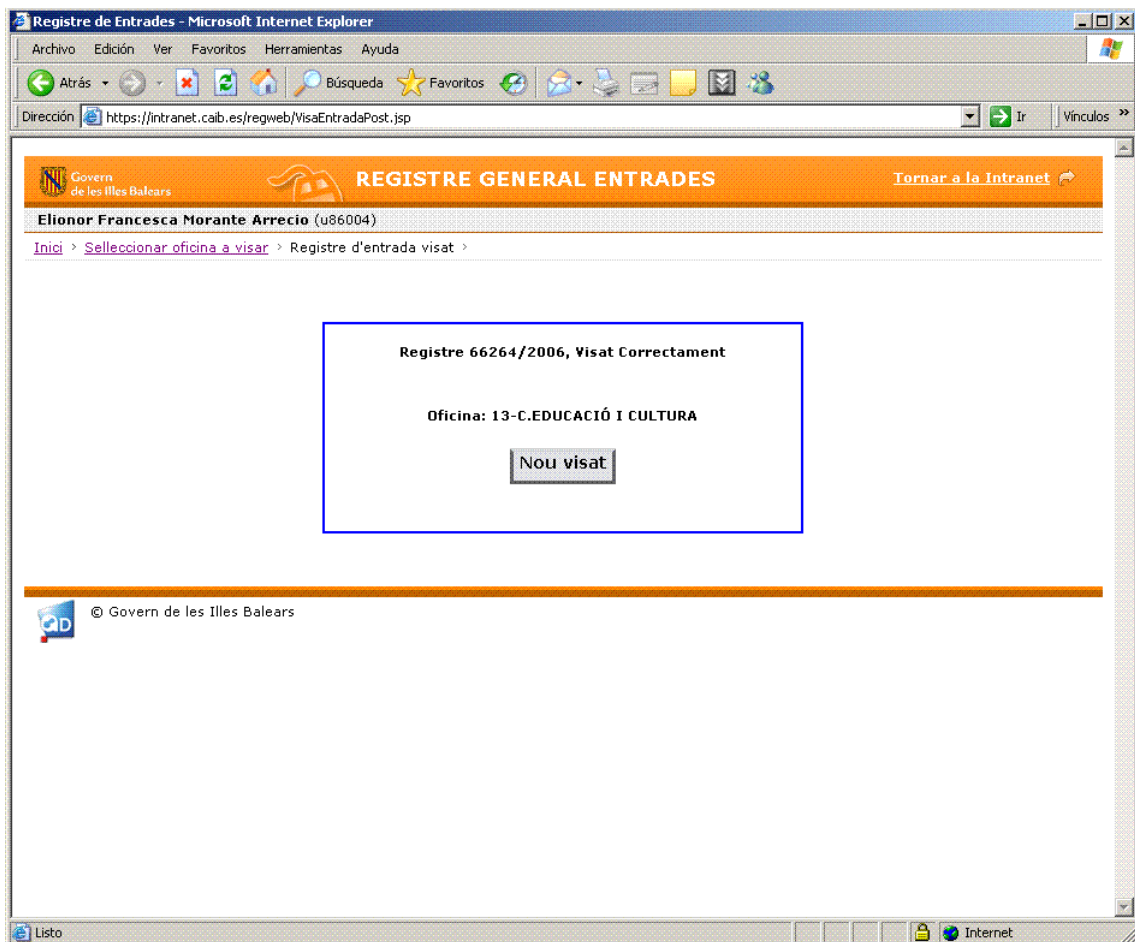 Registre de Entrades - Microsoft Internet Explorer
Archivo Edición Ver Favoritos Herramientas Ayuda
Atrás Búsqueda Favoritos
Dirección https://intranet.caib.es/regweb/VisaEntradaPost.jsp Ir Vínculos »
Govern
de les Illes Balears
REGISTRE GENERAL ENTRADES
Tornar a la Intranet
Elionor Francesca Morante Arrecio (u86004)
Inici > Selleccionar oficina a visar > Registre d'entrada visat >
Registre 66264/2006, Visat Correctament
Oficina: 13-C.EDUCACIÓ I CULTURA
Nou visat
© Govern de les Illes Balears
Listo Internet